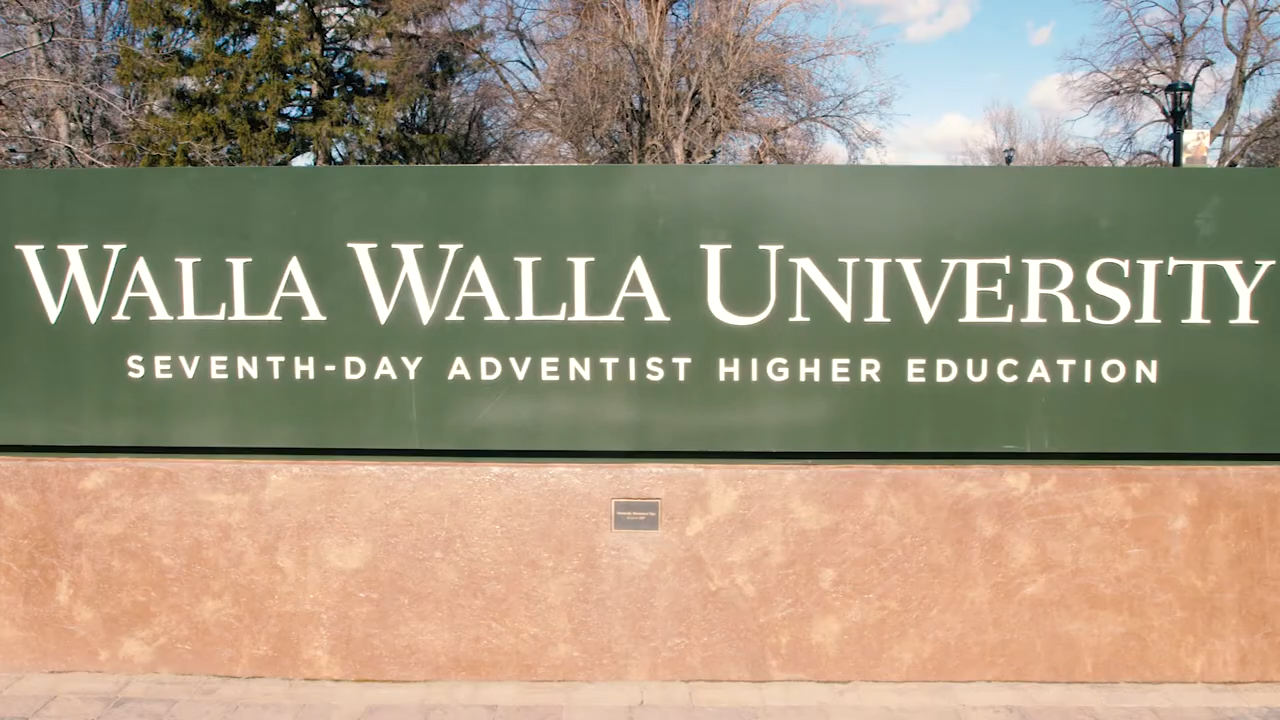 WALLA WALLA UNIVERSITY
SEVENTH-DAY ADVENTIST HIGHER EDUCATION